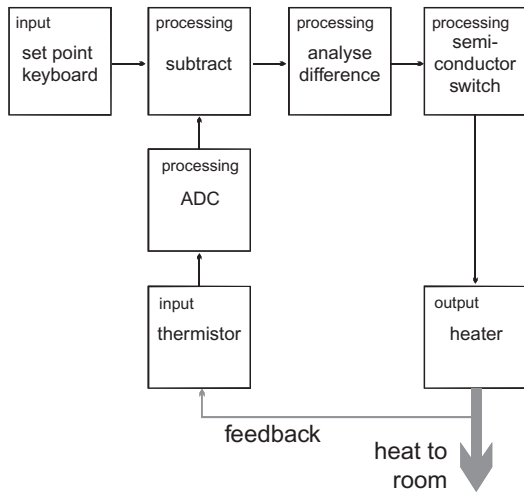 input
set point
keyboard
processing
subtract
processing
analyse
difference
processing
semi-
conductor
switch
processing
ADC
input
thermistor
output
heater
feedback
heat to
room